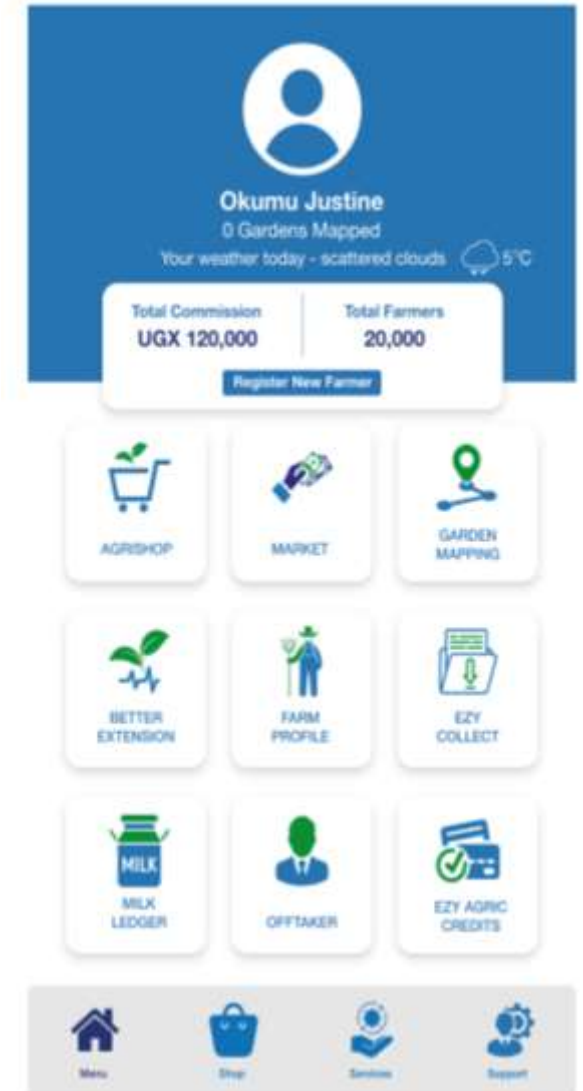 Okumu Justine
0 Gardens Mapped
Your weather today - scattered clouds 5°C
Total Commission
UGX 120,000
Total Farmers
20,000
Register New Farmer
AGRISHOP
MARKET
GARDEN
MAPPING
BETTER
EXTENSION
FARM
PROFILE
EZY
COLLECT
MILK
MILK
LEDGER
OFFTAKER
EZY AGRIC
CREDITS
Menu
Shop
Services
Support